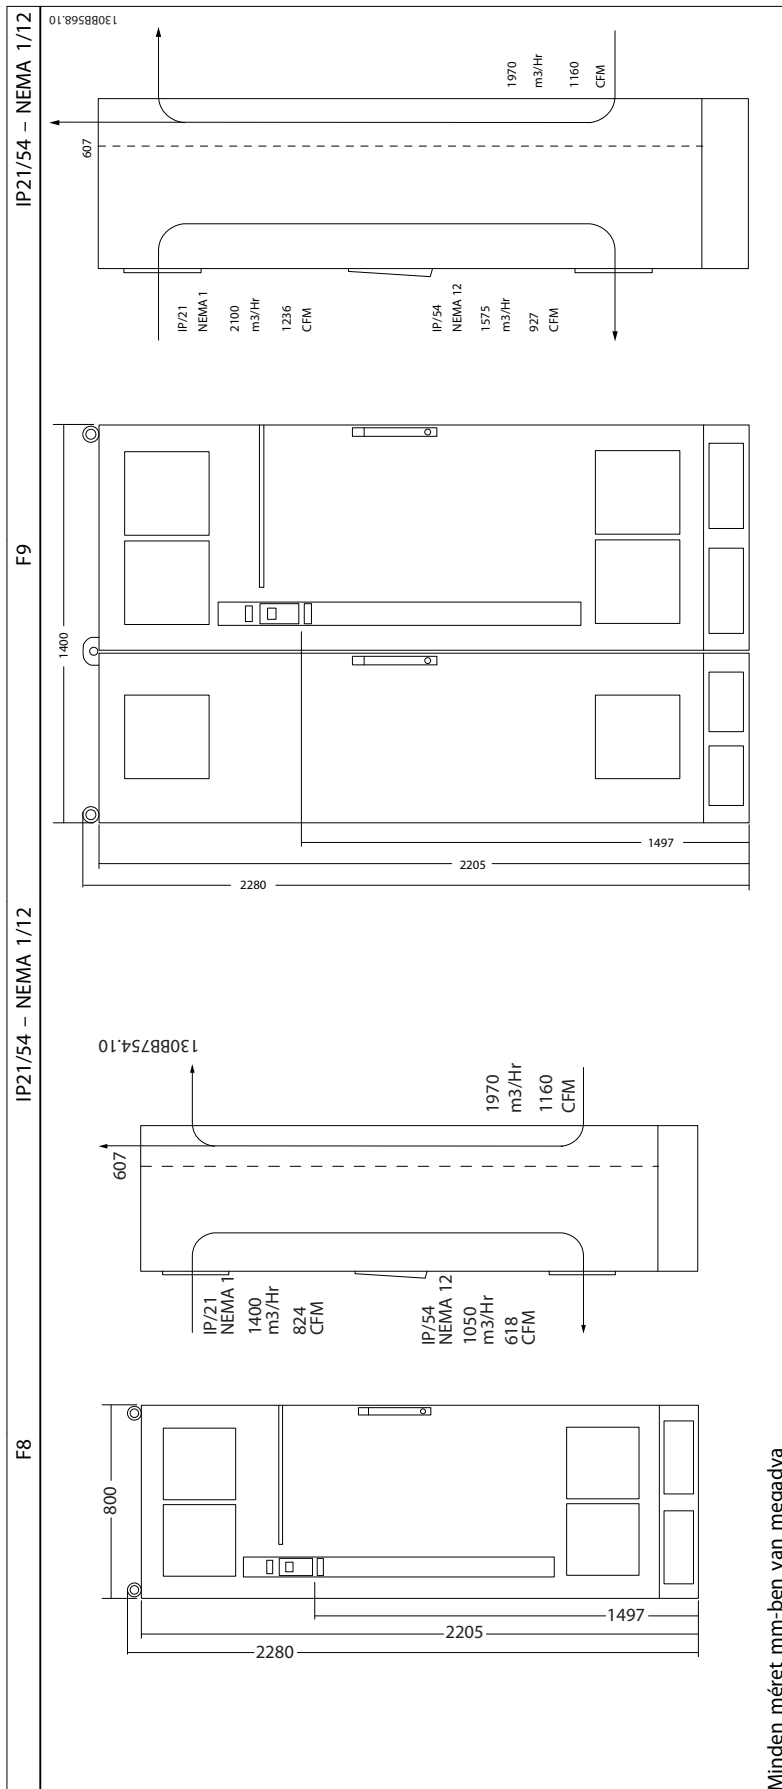 F8
IP21/54 – NEMA 1/12
F9
IP21/54 – NEMA 1/12
800
2280
2205
1497
IP/21
NEMA 1
1400
m3/Hr
824
CFM
IP/54
NEMA 12
1050
m3/Hr
618
CFM
607
1970
m3/Hr
1160
CFM
130BB754.10
1400
2280
2205
1497
IP/21
NEMA 1
2100
m3/Hr
1236
CFM
IP/54
NEMA 12
1575
m3/Hr
927
CFM
607
1970
m3/Hr
1160
CFM
130BB568.10
Minden méret mm-ben van megadva